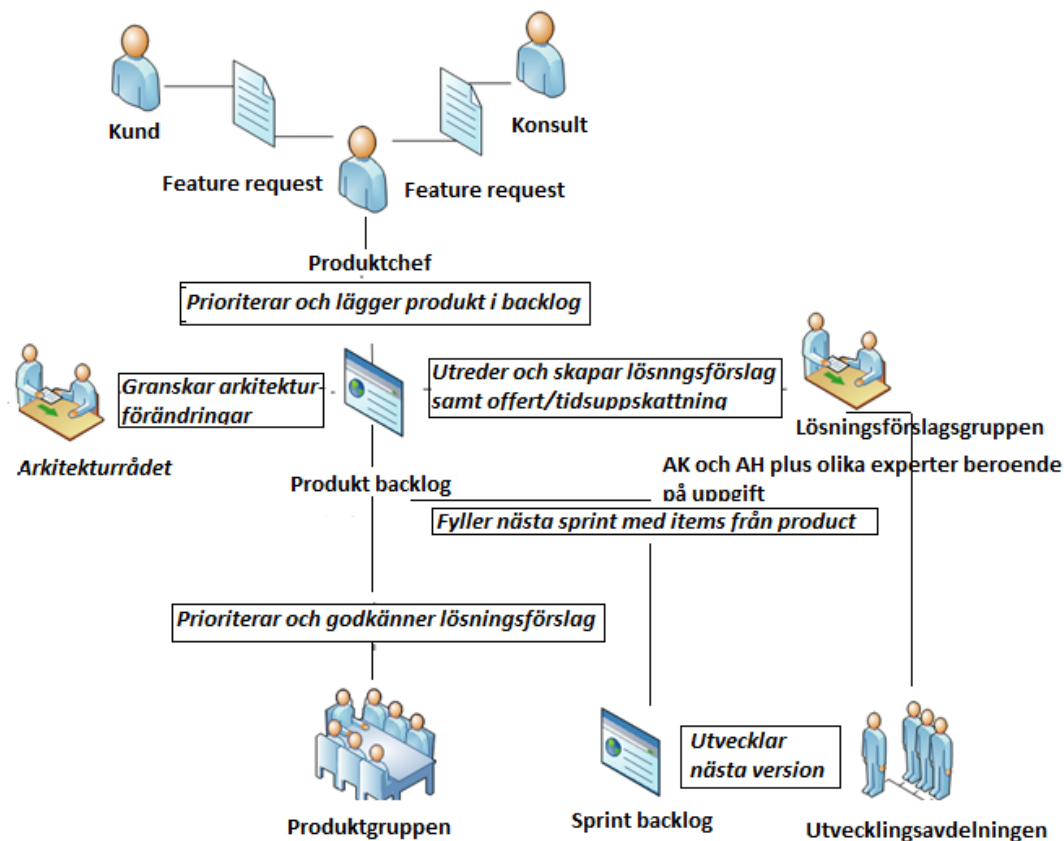 Kund
Konsult
Feature request
Feature request
Produktchef
Prioriterar och lägger produkt i backlog
Granskar arkitektur-
förändringar
Utreder och skapar lösnngsförslag
samt offert/tidsuppskattning
Arkitekturrådet
Lösningsförslagsgruppen
Produkt backlog
AK och AH plus olika experter beroende
på uppgift
Fyller nästa sprint med items från product
Prioriterar och godkänner lösningsförslag
Utvecklar
nästa version
Produktgruppen
Sprint backlog
Utvecklingsavdelningen